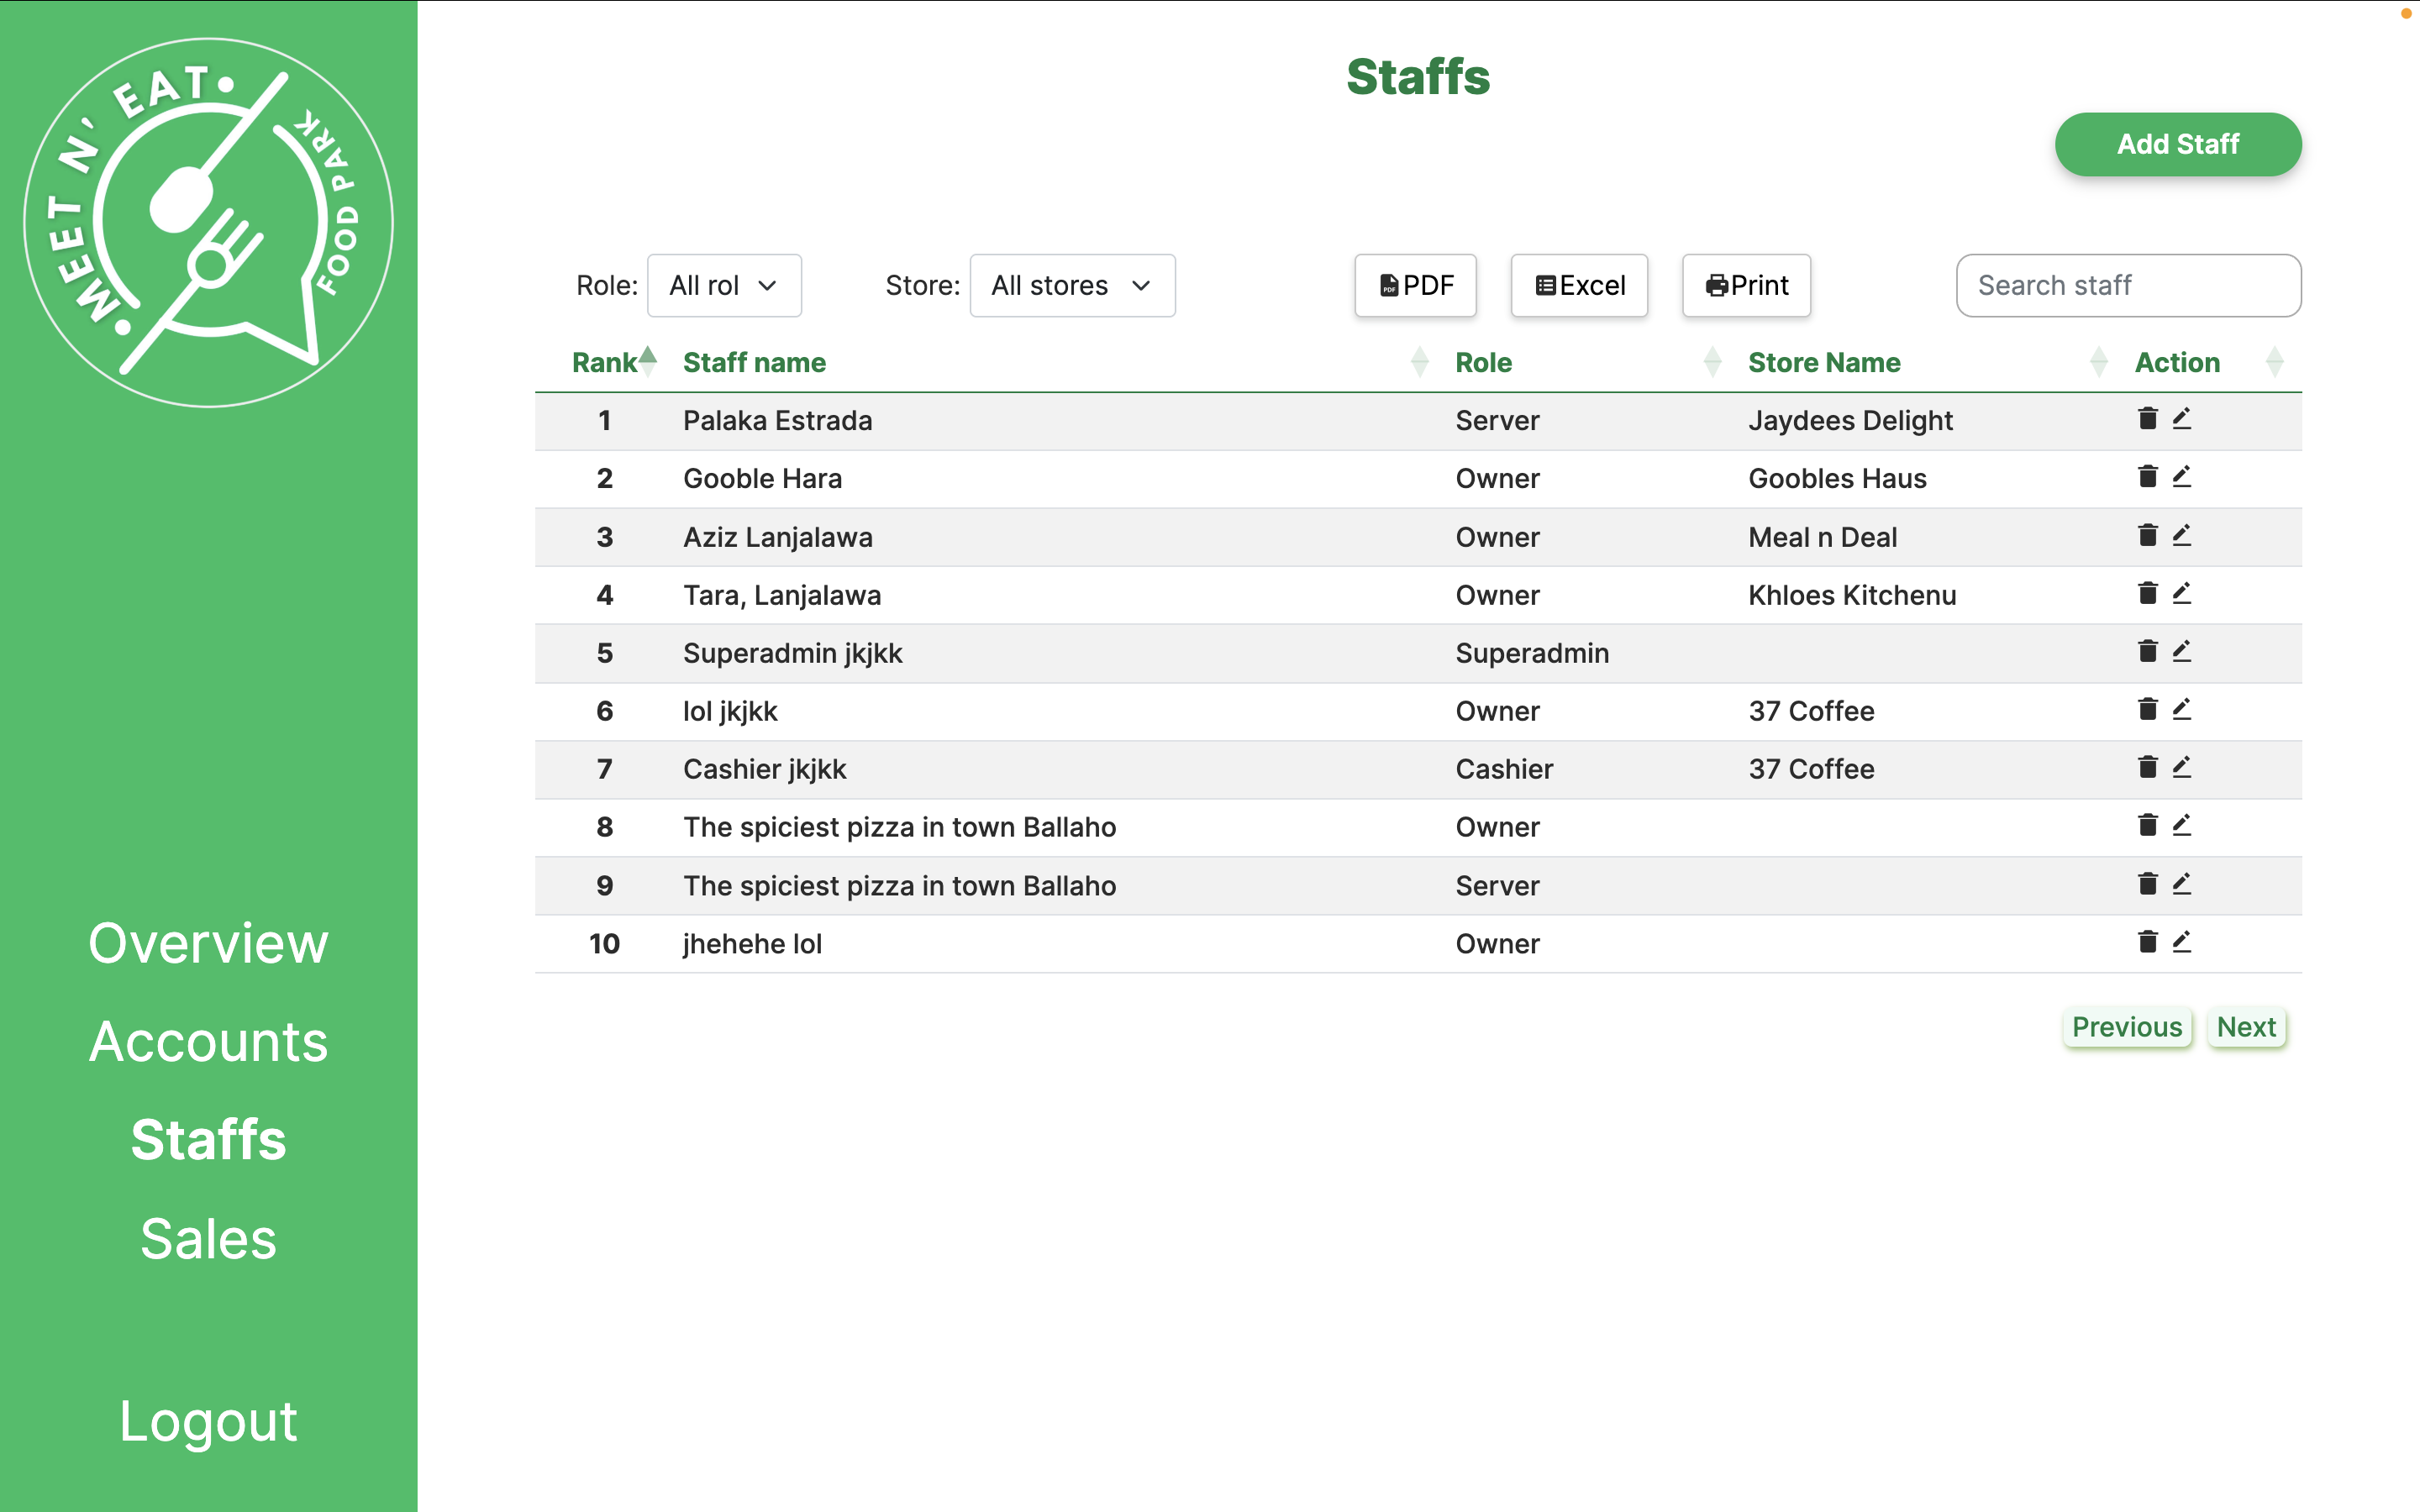 MEET N' EAT
FOOD PARK
Overview
Accounts
Staffs
Sales
Logout
Staffs
Add Staff
Role: All rol Store: All stores PDF Excel Print Search staff
Rank Staff name Role Store Name Action
1 Palaka Estrada Server Jaydees Delight
2 Gooble Hara Owner Goobles Haus
3 Aziz Lanjalawa Owner Meal n Deal
4 Tara, Lanjalawa Owner Khloes Kitchenu
5 Superadmin jkjkk Superadmin
6 lol jkjkk Owner 37 Coffee
7 Cashier jkjkk Cashier 37 Coffee
8 The spiciest pizza in town Ballaho Owner
9 The spiciest pizza in town Ballaho Server
10 jhehehe lol Owner
Previous Next